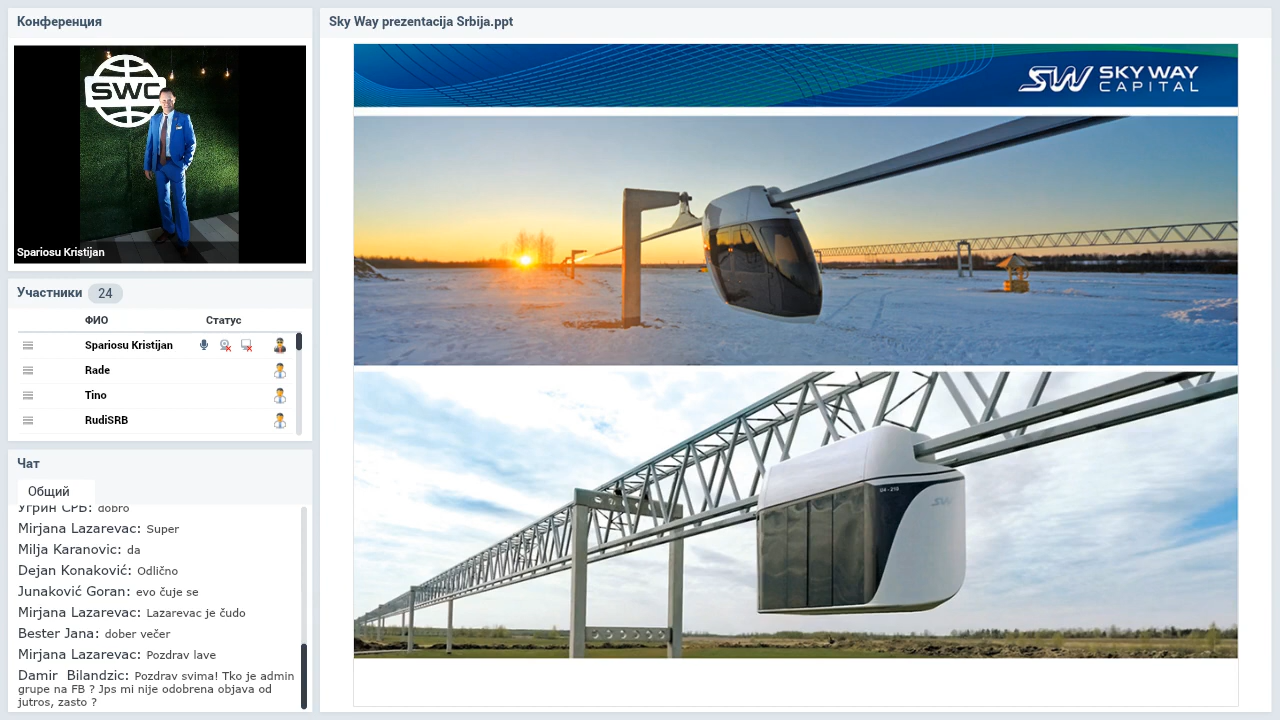 Конференция
SWC
Spariosu Kristijan
Участники 24
ФИО Статус
Spariosu Kristijan
Rade
Tino
RudiSRB
Чат
Общий
Угрин СРБ: dobro
Mirjana Lazarevac: Super
Milja Karanovic: da
Dejan Konaković: Odlično
Junaković Goran: evo čuje se
Mirjana Lazarevac: Lazarevac je čudo
Bester Jana: dober večer
Mirjana Lazarevac: Pozdrav lave
Damir Bilandzic: Pozdrav svima! Tko je admin
grupe na FB ? Jps mi nije odobrena objava od
jutros, zasto ?
Sky Way prezentacija Srbija.ppt
SW SKY WAY
CAPITAL
U4-210
SW